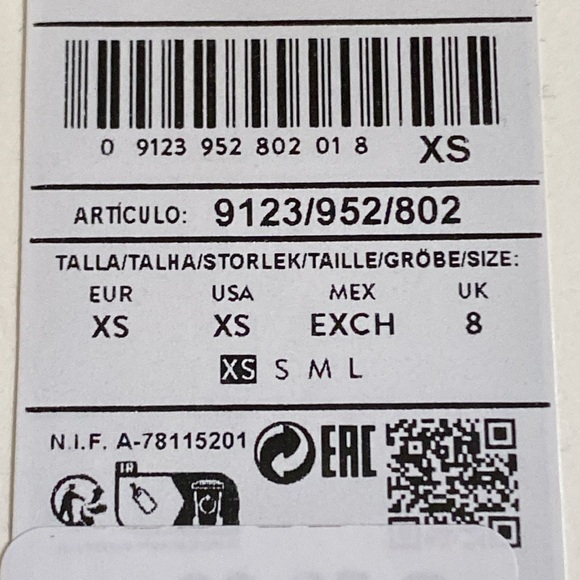 0 9123 952 802 01 8 XS
ARTÍCULO: 9123/952/802
TALLA/TALHA/STORLEK/TAILLE/GRÖBE/SIZE:
EUR USA MEX UK
XS XS EXCH 8
XS S M L
N.I.F. A-78115201 EAC
FR